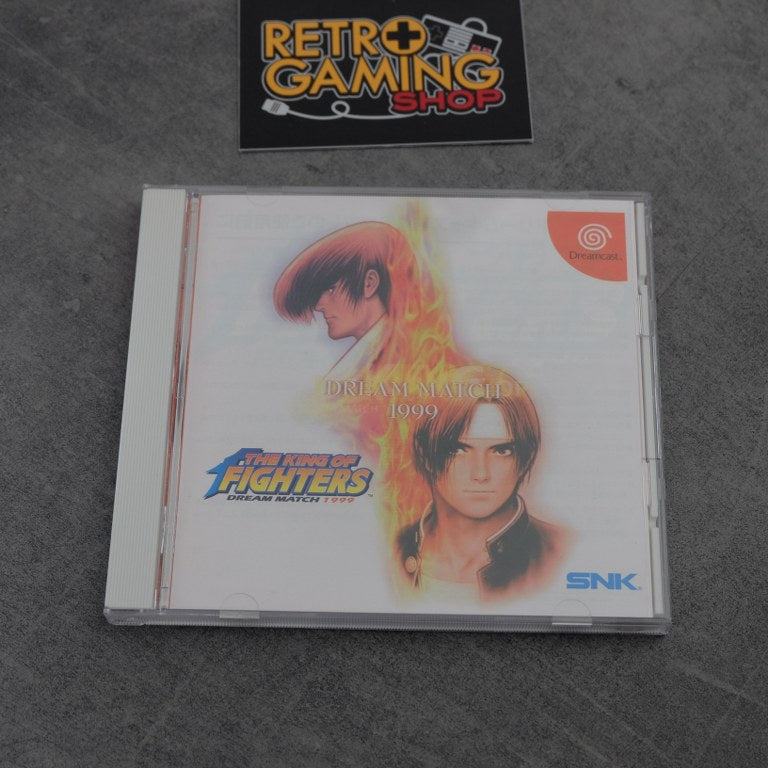 RETRO
GAMING
SHOP
Dreamcast
DREAM MATCH
1999
THE KING OF
FIGHTERS
DREAM MATCH 1999
SNK